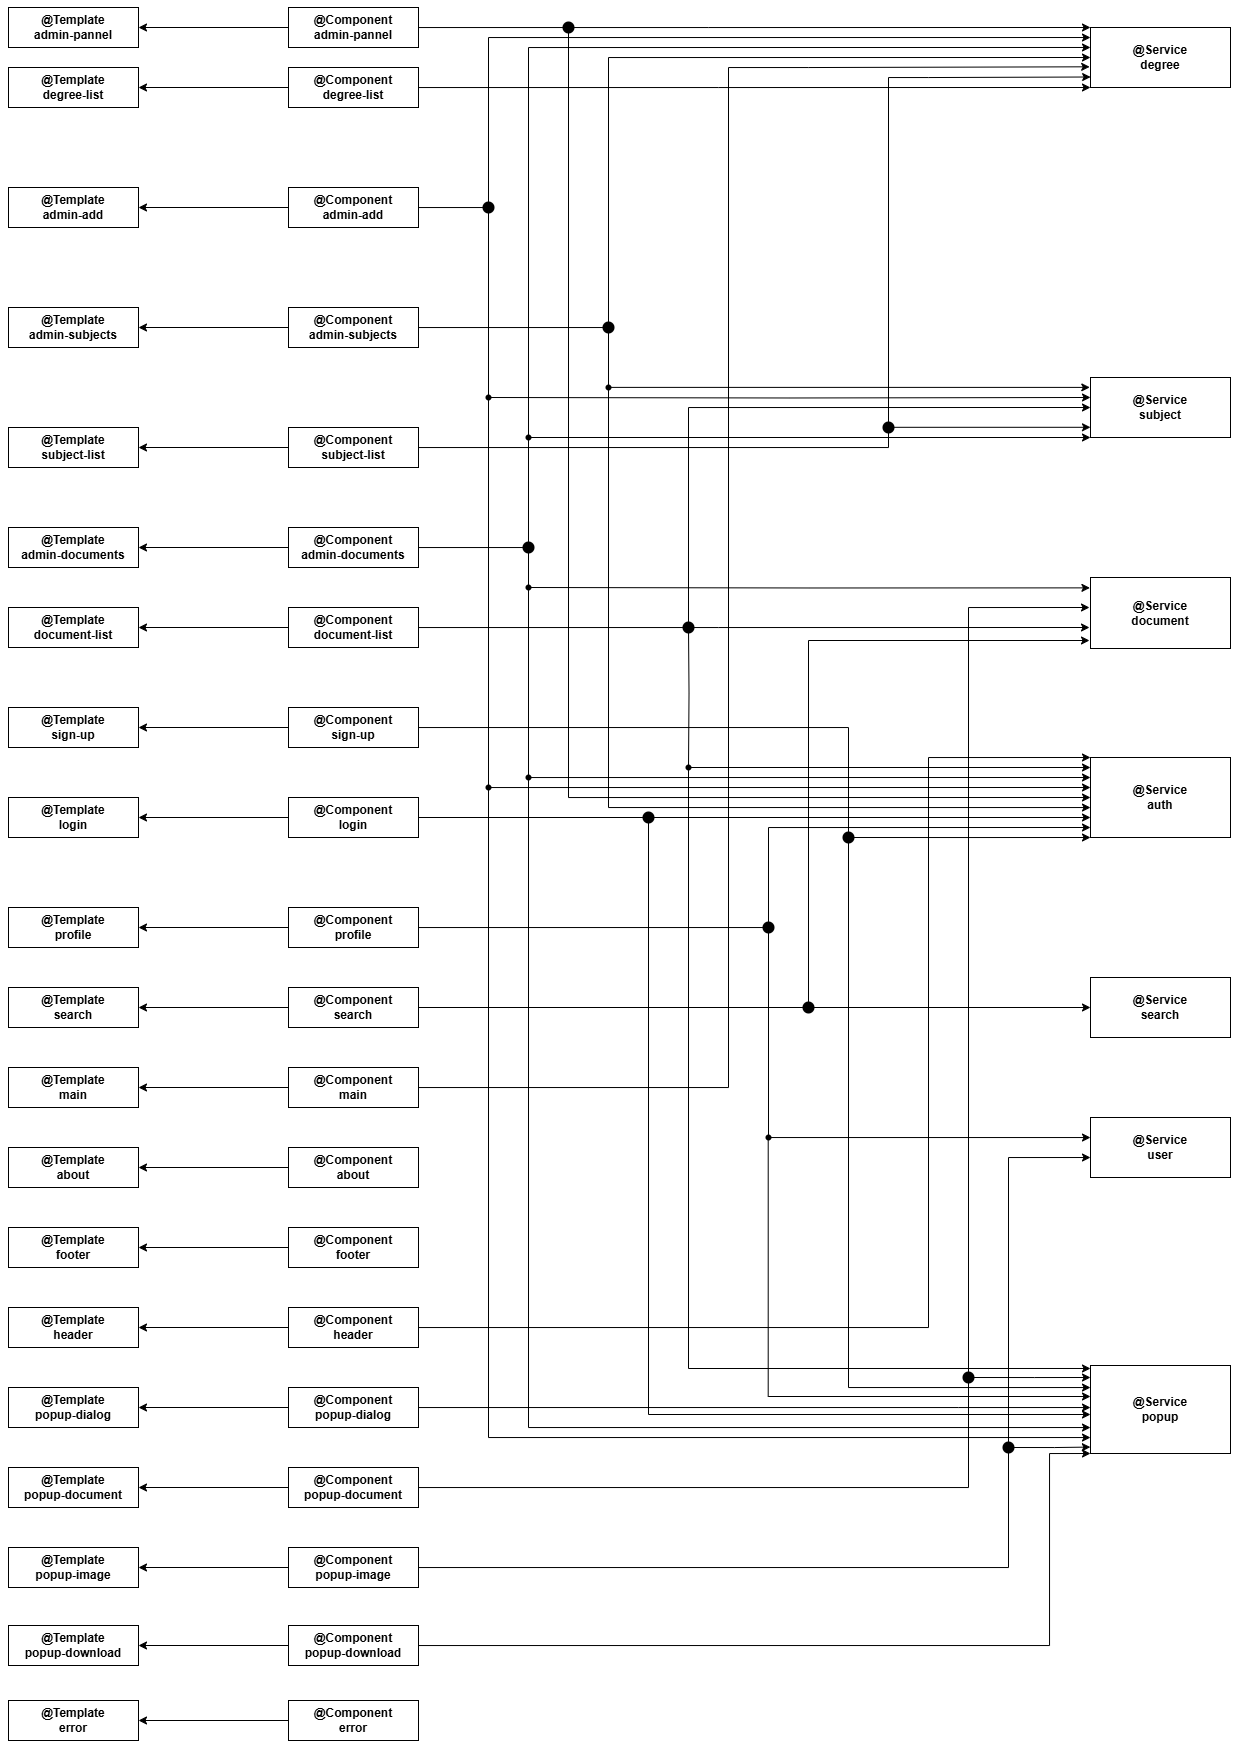 @Template
admin-pannel
@Component
admin-pannel
@Service
degree
@Template
degree-list
@Component
degree-list
@Template
admin-add
@Component
admin-add
@Template
admin-subjects
@Component
admin-subjects
@Service
subject
@Template
subject-list
@Component
subject-list
@Template
admin-documents
@Component
admin-documents
@Service
document
@Template
document-list
@Component
document-list
@Template
sign-up
@Component
sign-up
@Service
auth
@Template
login
@Component
login
@Template
profile
@Component
profile
@Template
search
@Component
search
@Service
search
@Template
main
@Component
main
@Service
user
@Template
about
@Component
about
@Template
footer
@Component
footer
@Template
header
@Component
header
@Template
popup-dialog
@Component
popup-dialog
@Service
popup
@Template
popup-document
@Component
popup-document
@Template
popup-image
@Component
popup-image
@Template
popup-download
@Component
popup-download
@Template
error
@Component
error